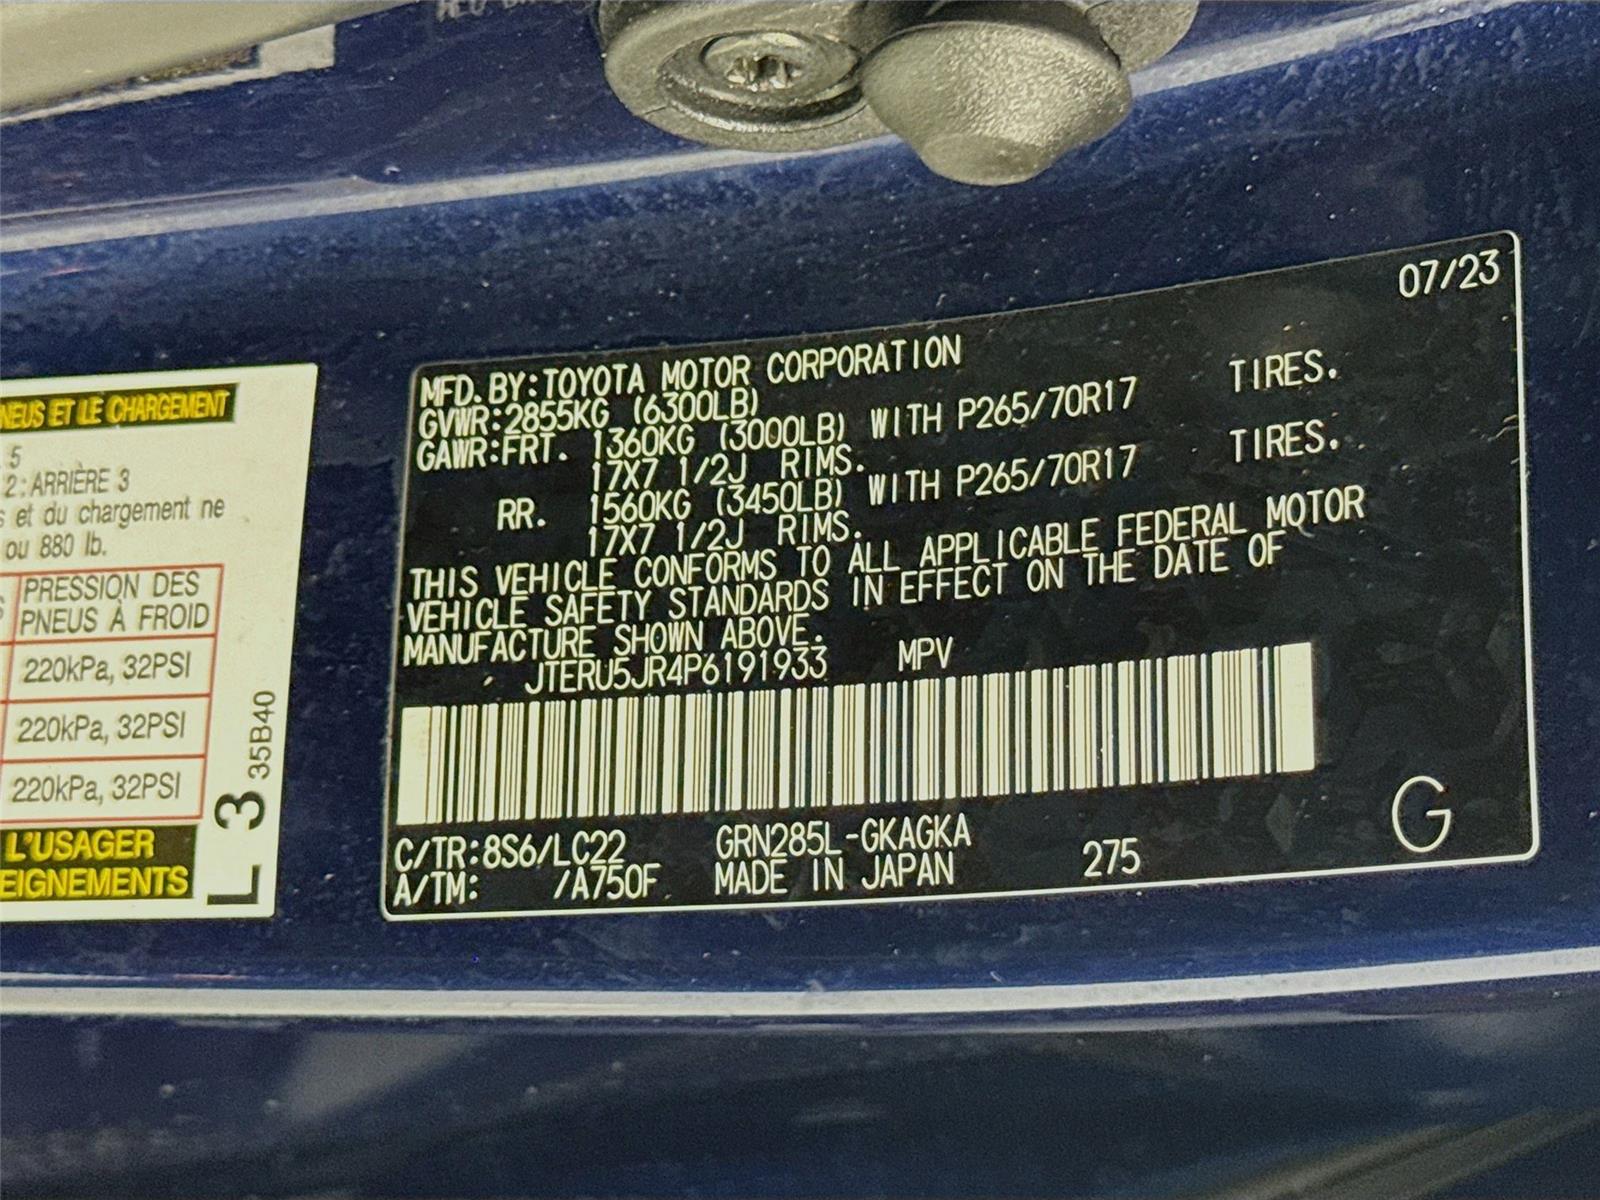 07/23
MFD. BY: TOYOTA MOTOR CORPORATION
GVWR: 2855KG (6300LB)
GAWR: FRT. 1360KG (3000LB) WITH P265/70R17 TIRES.
17X7 1/2J RIMS.
RR. 1560KG (3450LB) WITH P265/70R17 TIRES.
17X7 1/2J RIMS.
THIS VEHICLE CONFORMS TO ALL APPLICABLE FEDERAL MOTOR
VEHICLE SAFETY STANDARDS IN EFFECT ON THE DATE OF
MANUFACTURE SHOWN ABOVE.
JTERU5JR4P6191933 MPV
C/TR: 8S6/LC22 GRN285L-GKAGKA
A/TM: /A750F MADE IN JAPAN 275
G
NEUS ET LE CHARGEMENT
5
2: ARRIÈRE 3
s et du chargement ne
ou 880 lb.
PRESSION DES
PNEUS À FROID
220kPa, 32PSI
220kPa, 32PSI
220kPa, 32PSI
L'USAGER
EIGNEMENTS
L 3 35B40